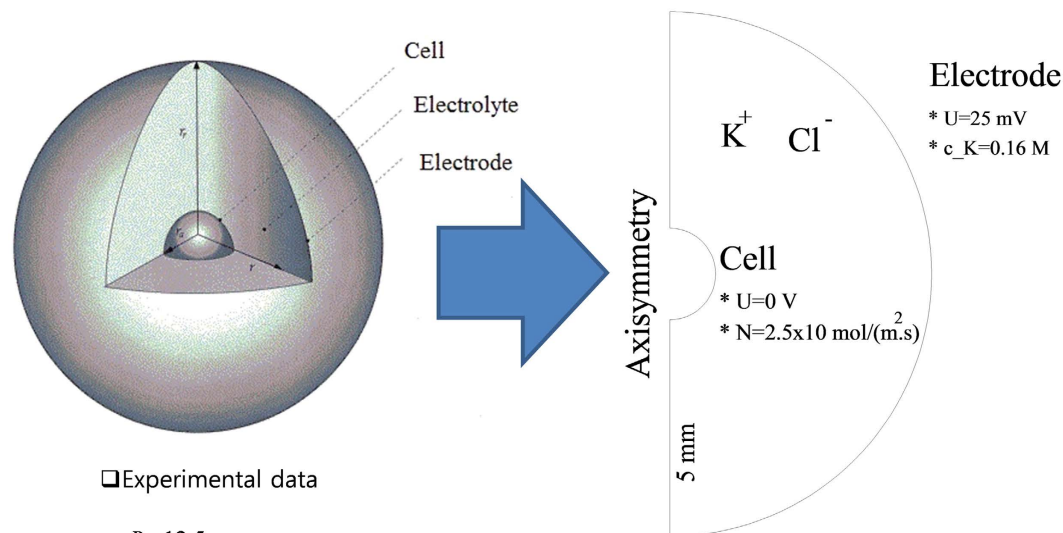 Cell
Electrolyte
Electrode
r
Electrode
* U=25 mV
* c_K=0.16 M
K+ Cl-
Axisymmetry
Cell
* U=0 V
* N=2.5x10 mol/(m.s)2
5 mm
❑Experimental data